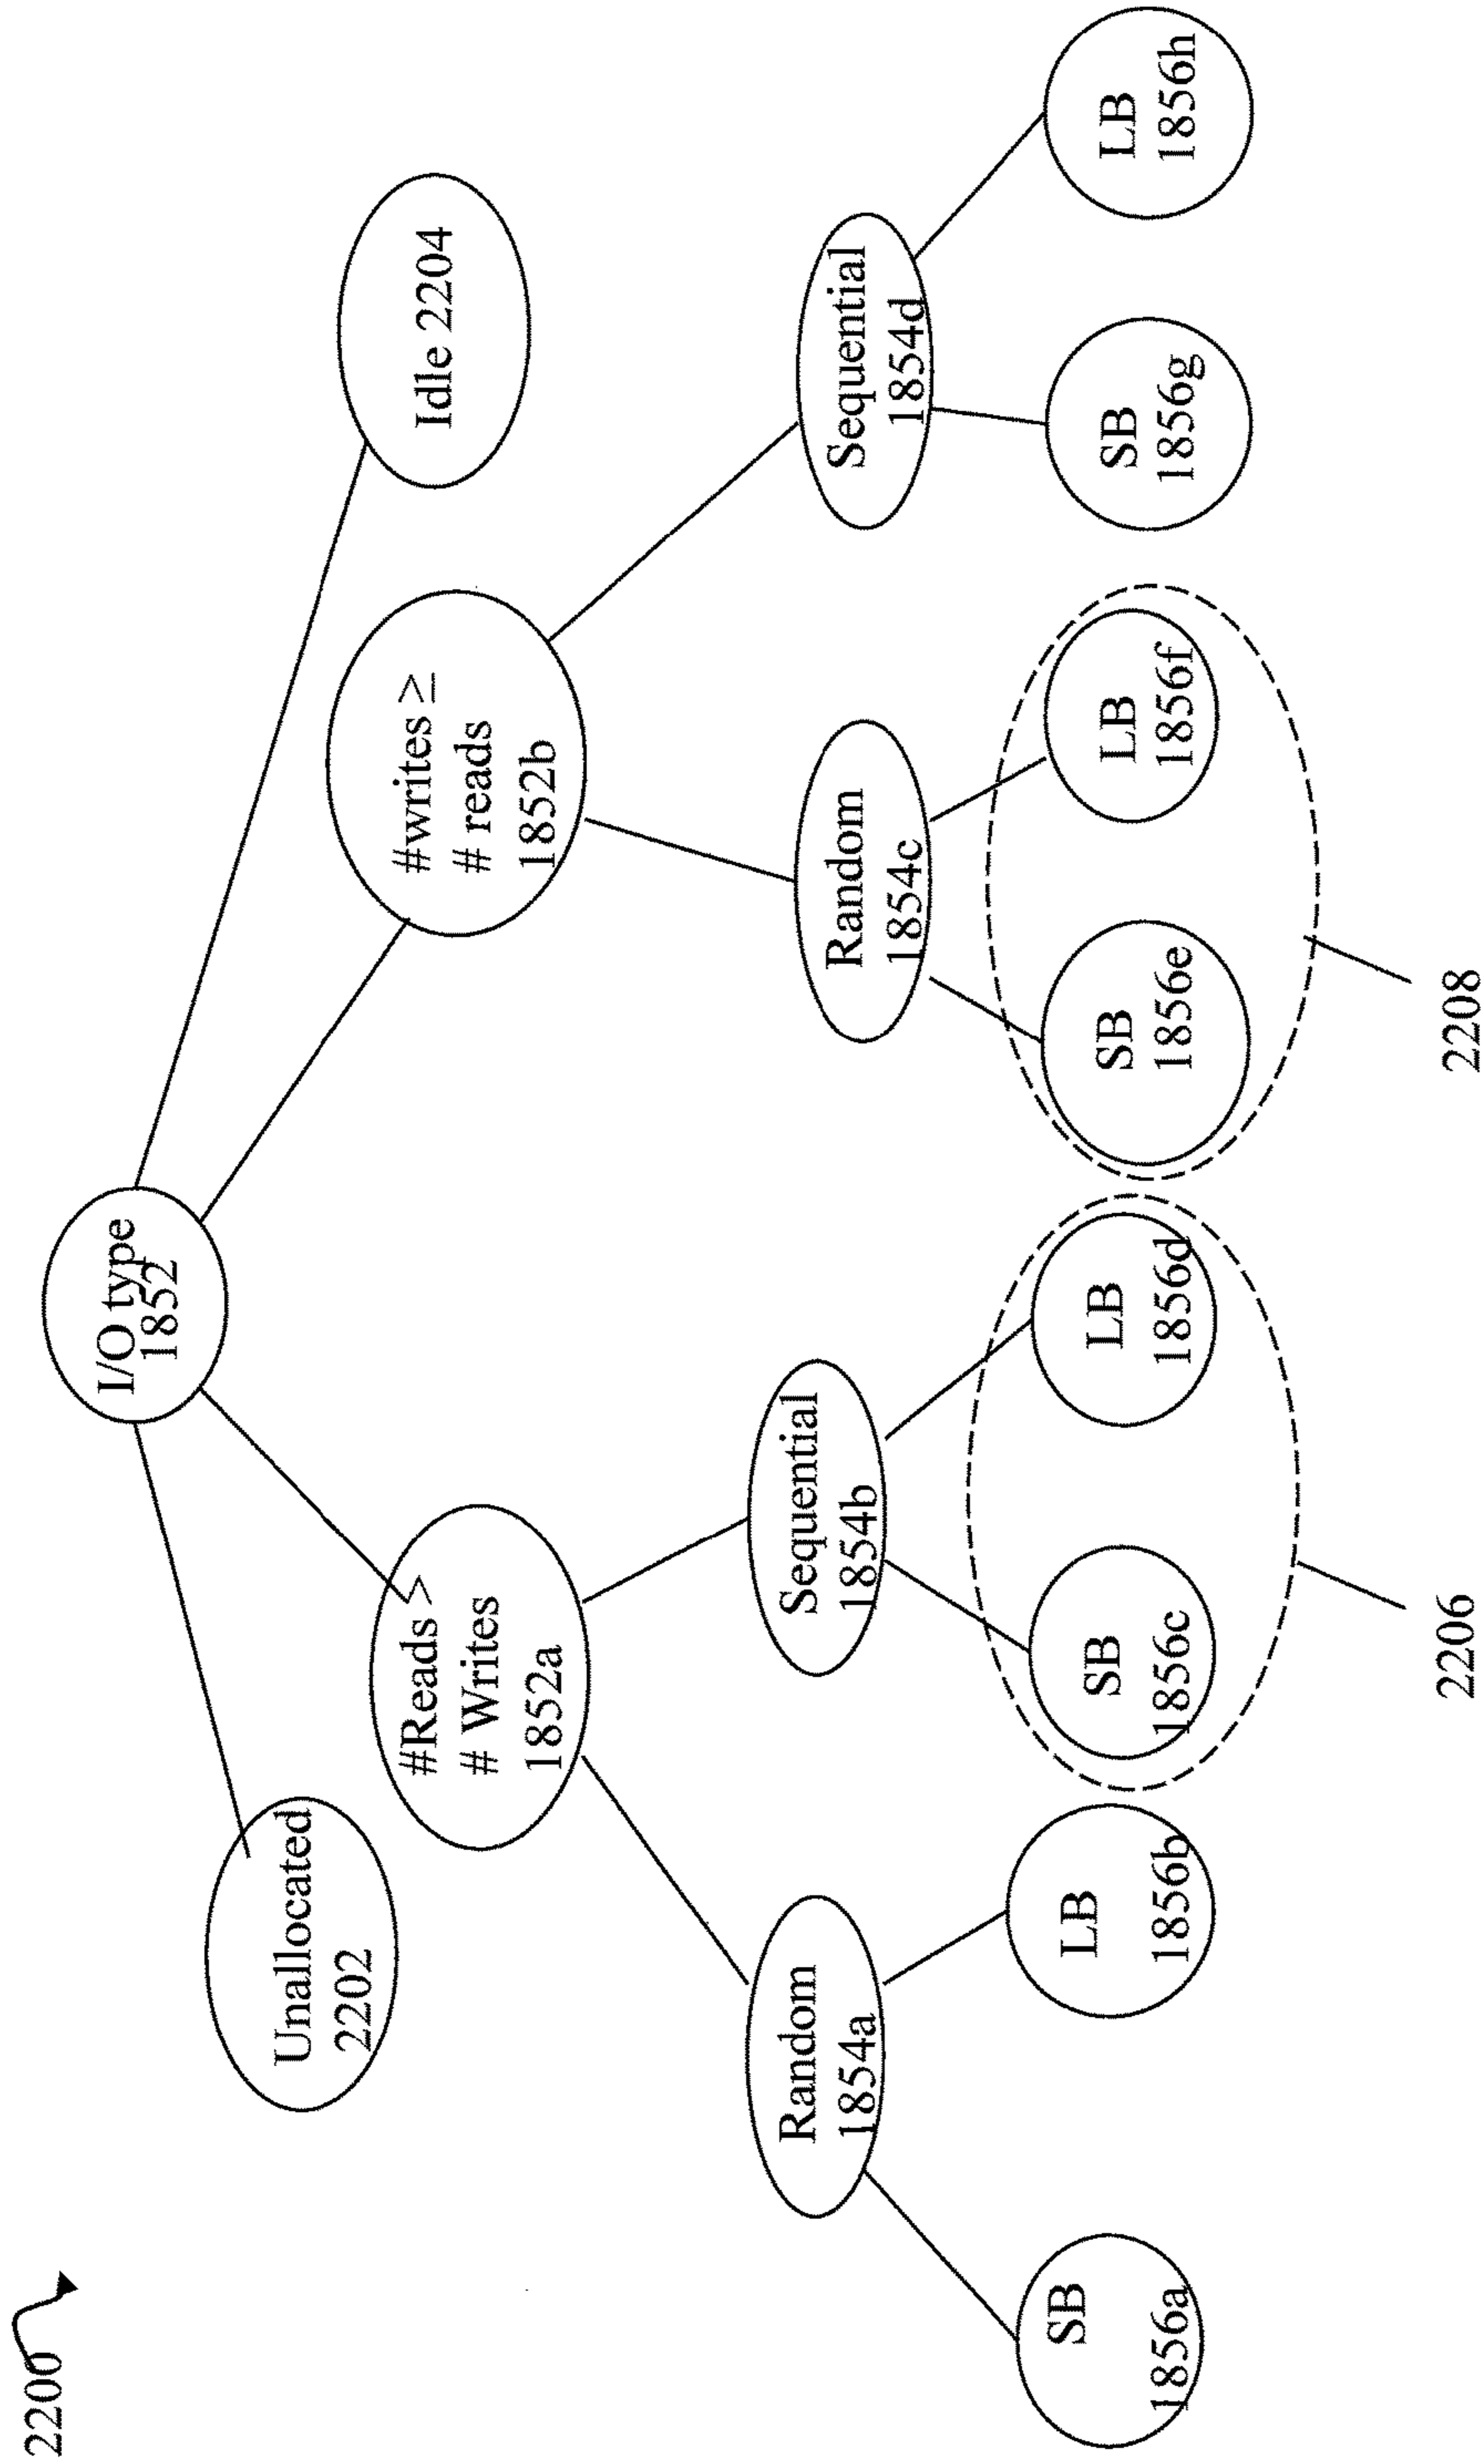 2200
I/O type
1852
Unallocated
2202
Idle 2204
#Reads >
# Writes
1852a
#writes ≥
# reads
1852b
Random
1854a
Sequential
1854b
Random
1854c
Sequential
1854d
SB
1856a
LB
1856b
SB
1856c
LB
1856d
SB
1856e
LB
1856f
SB
1856g
LB
1856h
2206
2208